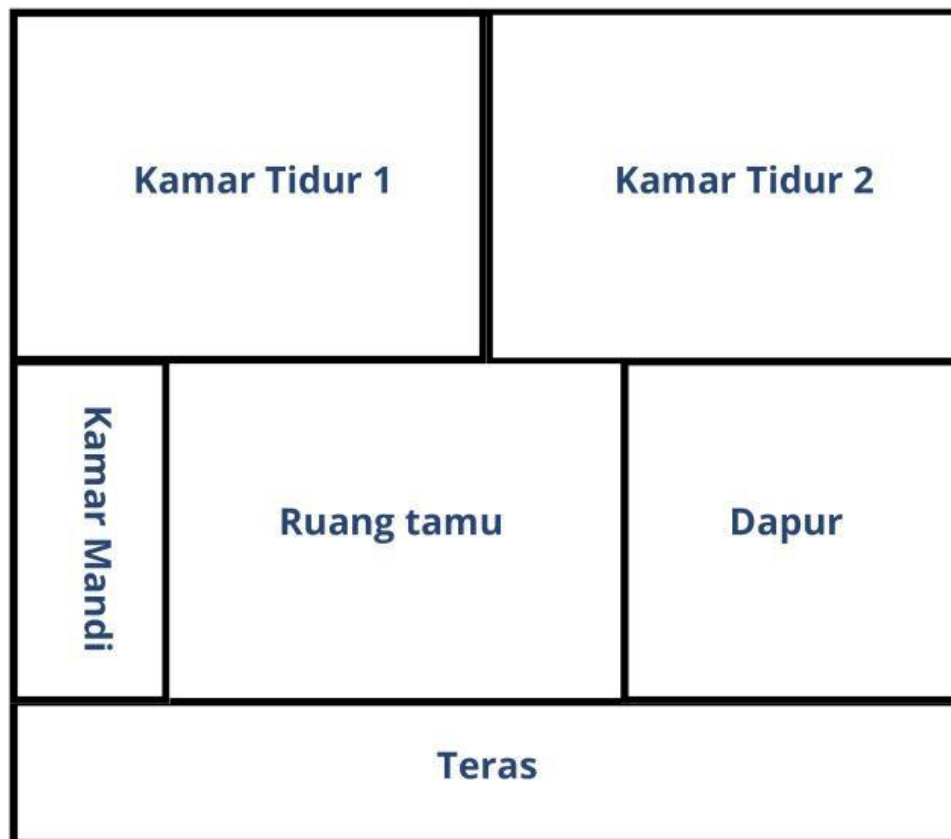 Kamar Tidur 1
Kamar Tidur 2
Kamar Mandi
Ruang tamu
Dapur
Teras